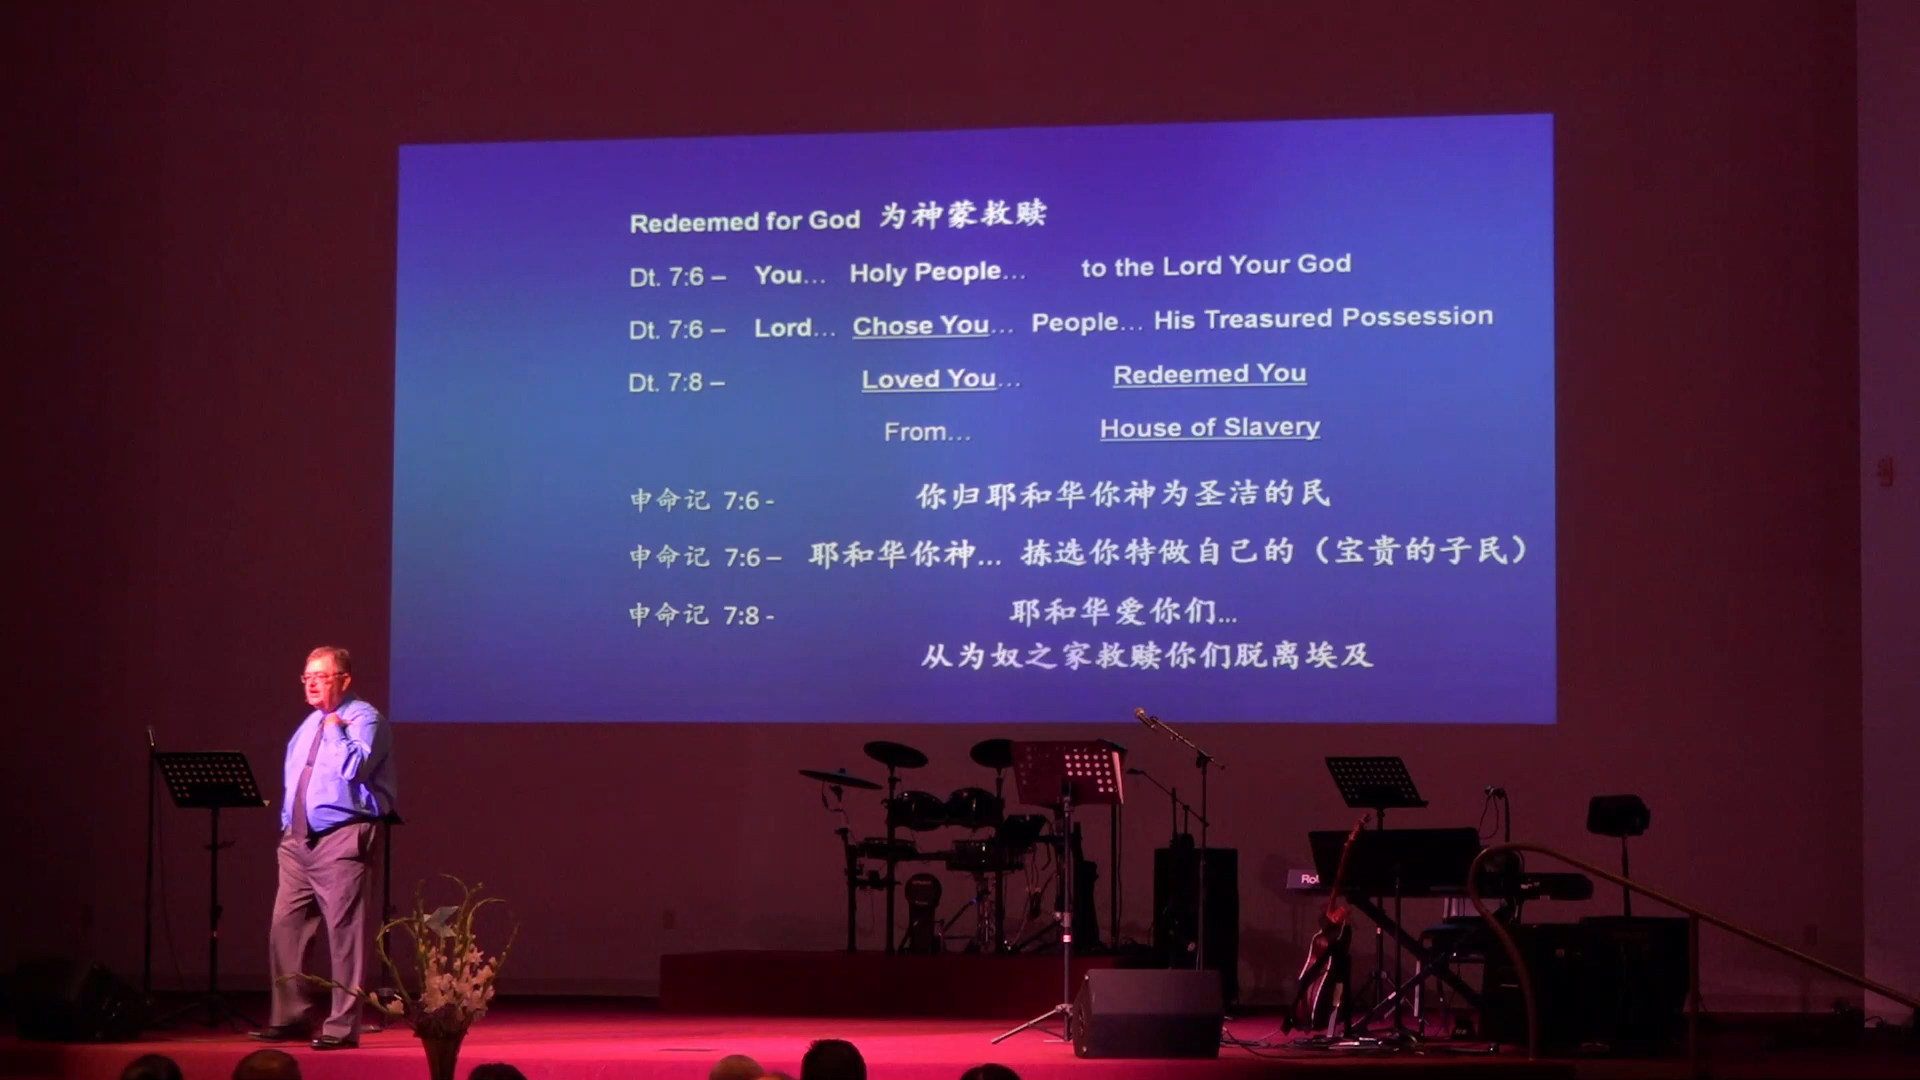 Redeemed for God 为神蒙救赎
Dt. 7:6 – You… Holy People… to the Lord Your God
Dt. 7:6 – Lord… Chose You… People… His Treasured Possession
Dt. 7:8 – Loved You… Redeemed You
From… House of Slavery
申命记 7:6 - 你归耶和华你神为圣洁的民
申命记 7:6 – 耶和华你神... 拣选你特做自己的（宝贵的子民）
申命记 7:8 - 耶和华爱你们...
从为奴之家救赎你们脱离埃及